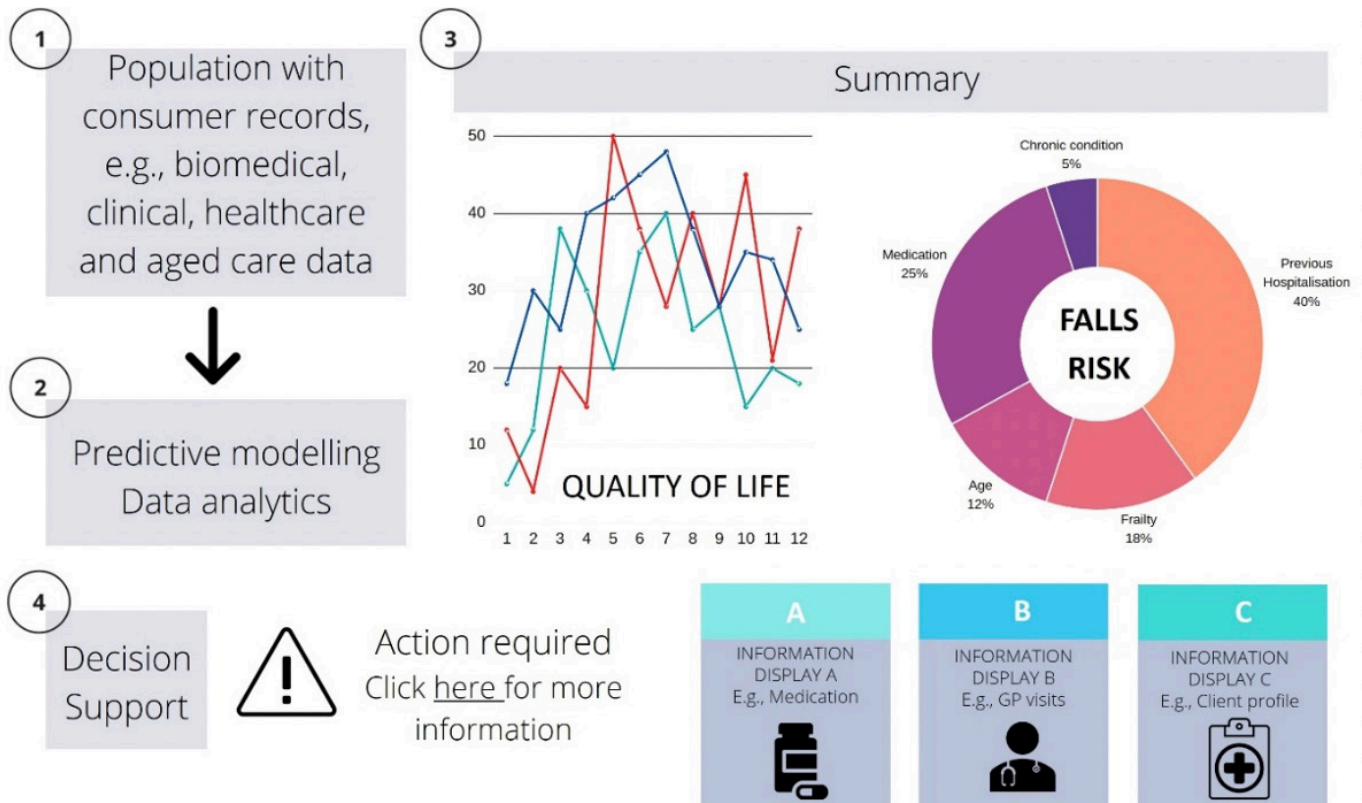 1
Population with
consumer records,
e.g., biomedical,
clinical, healthcare
and aged care data
2
Predictive modelling
Data analytics
3
Summary
50
40
30
20
10
0
1 2 3 4 5 6 7 8 9 10 11 12
QUALITY OF LIFE
Chronic condition
5%
Medication
25%
Previous
Hospitalisation
40%
FALLS
RISK
Age
12%
Frailty
18%
4
Decision
Support
!
Action required
Click here for more
information
A
INFORMATION
DISPLAY A
E.g., Medication
B
INFORMATION
DISPLAY B
E.g., GP visits
C
INFORMATION
DISPLAY C
E.g., Client profile